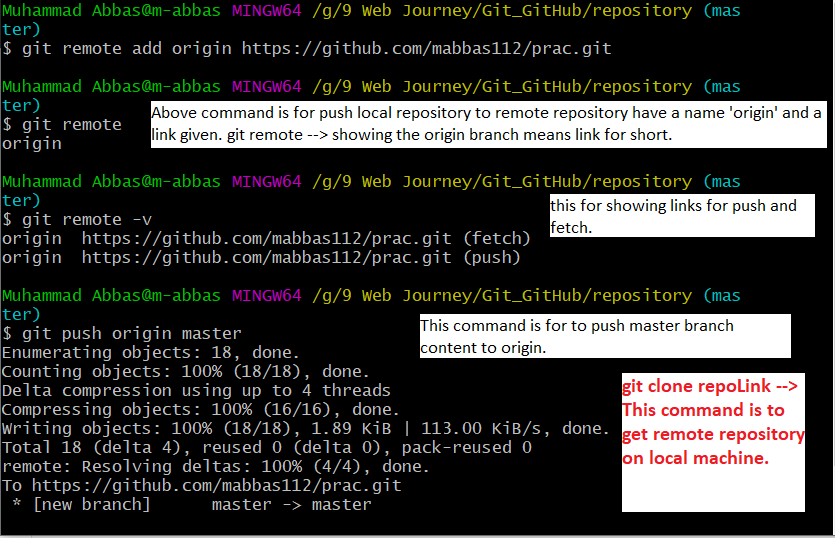 Muhammad Abbas@m-abbas MINGW64 /g/9 Web Journey/Git_GitHub/repository (mas
ter)
$ git remote add origin https://github.com/mabbas112/prac.git
Muhammad Abbas@m-abbas MINGW64 /g/9 Web Journey/Git_GitHub/repository (mas
ter)
$ git remote
origin
Above command is for push local repository to remote repository have a name 'origin' and a
link given. git remote --> showing the origin branch means link for short.
Muhammad Abbas@m-abbas MINGW64 /g/9 Web Journey/Git_GitHub/repository (mas
ter)
$ git remote -v
origin  https://github.com/mabbas112/prac.git (fetch)
origin  https://github.com/mabbas112/prac.git (push)
this for showing links for push and
fetch.
Muhammad Abbas@m-abbas MINGW64 /g/9 Web Journey/Git_GitHub/repository (mas
ter)
$ git push origin master
This command is for to push master branch
content to origin.
Enumerating objects: 18, done.
Counting objects: 100% (18/18), done.
Delta compression using up to 4 threads
Compressing objects: 100% (16/16), done.
Writing objects: 100% (18/18), 1.89 KiB | 113.00 KiB/s, done.
Total 18 (delta 4), reused 0 (delta 0), pack-reused 0
remote: Resolving deltas: 100% (4/4), done.
To https://github.com/mabbas112/prac.git
 * [new branch]      master -> master
git clone repoLink -->
This command is to
get remote repository
on local machine.